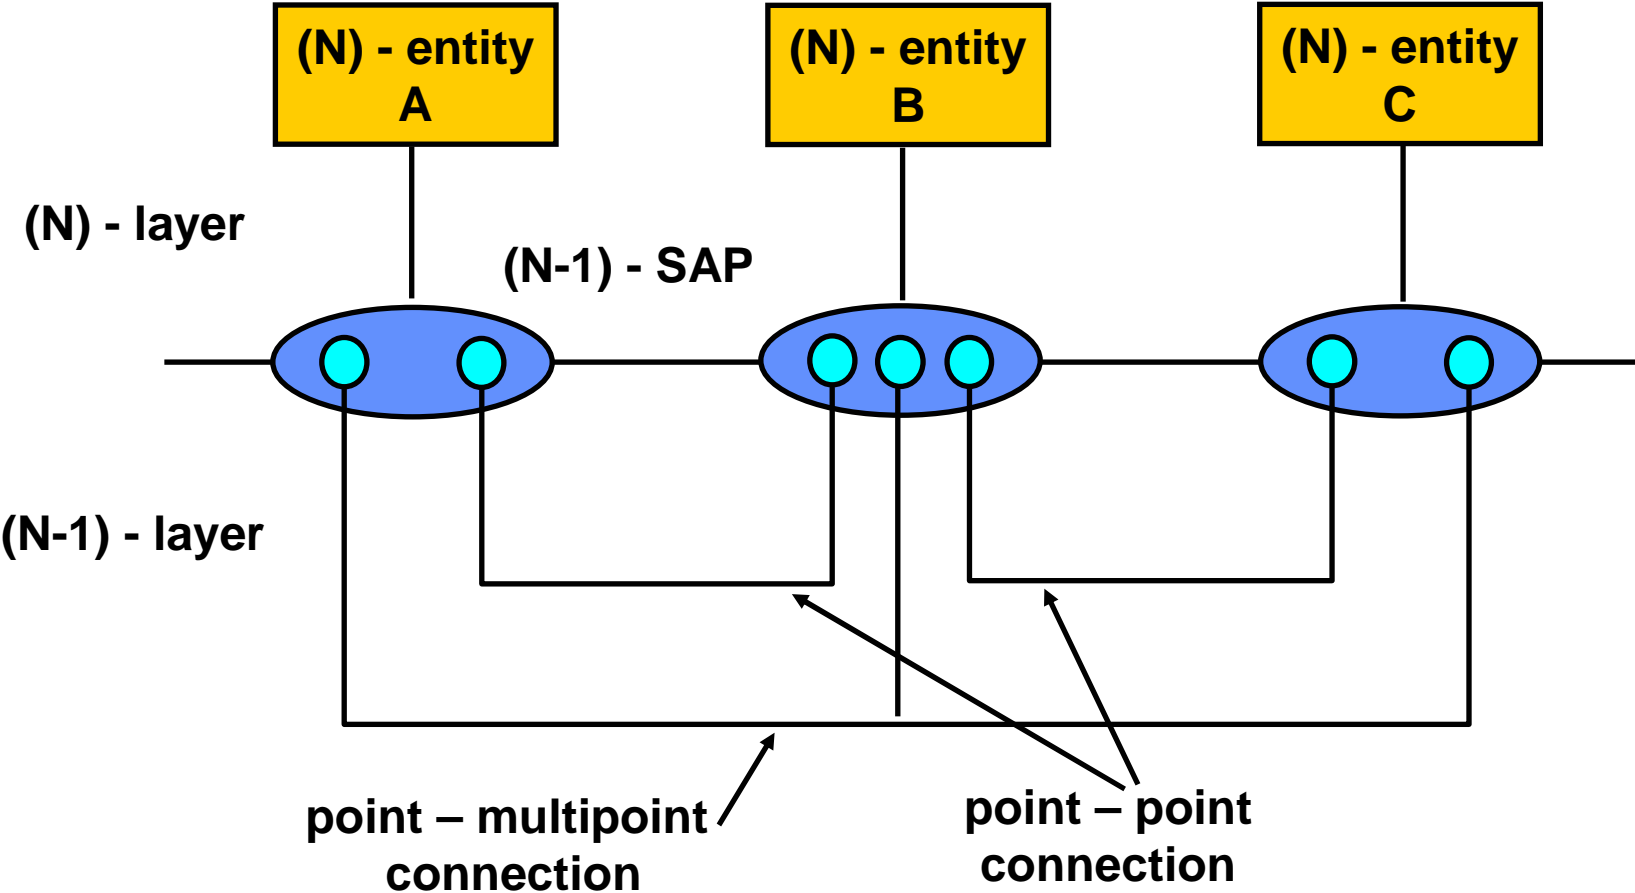 (N) - entity
A
(N) - entity
B
(N) - entity
C
(N) - layer
(N-1) - SAP
(N-1) - layer
point – multipoint
connection
point – point
connection